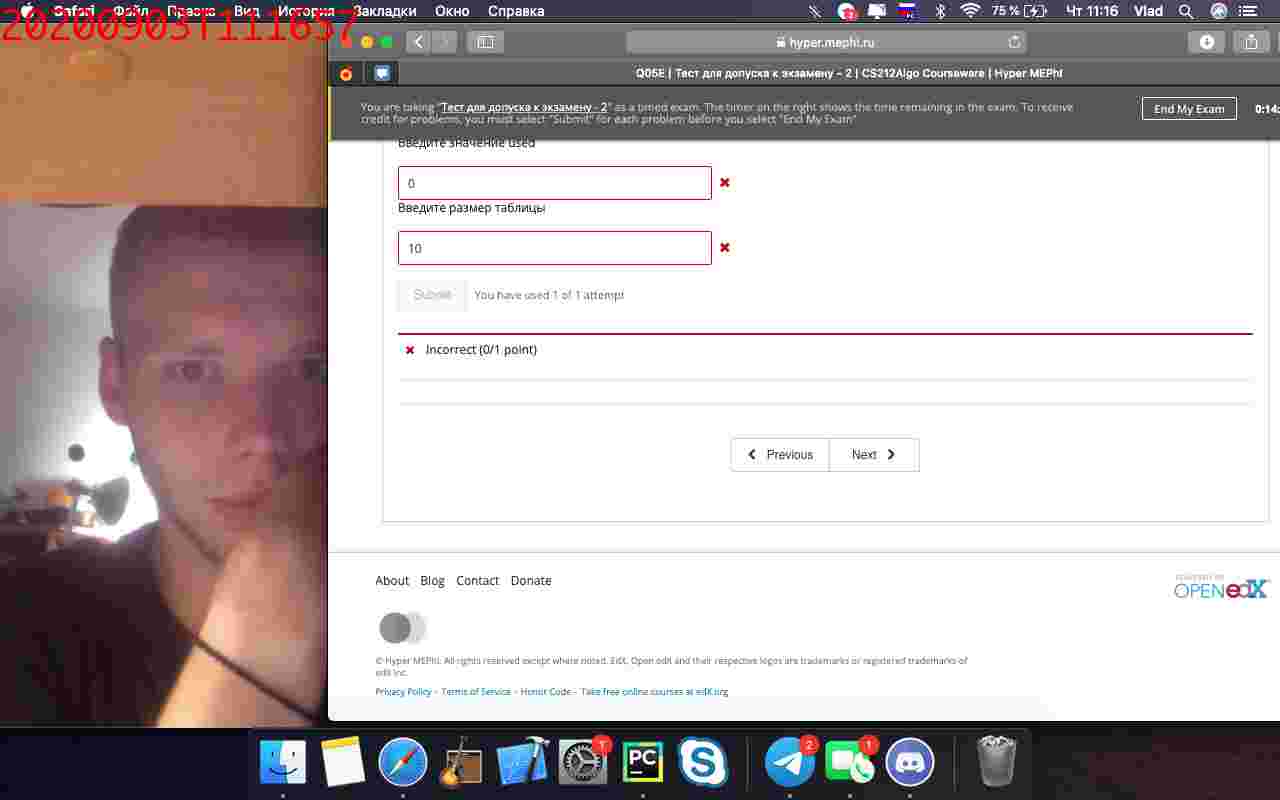 Safari Файл Правка Вид История Закладки Окно Справка 75 % Чт 11:16 Vlad
20200903T111657
hyper.mephi.ru
Q05E | Тест для допуска к экзамену – 2 | CS212Algo Courseware | Hyper MEPhI
You are taking "Тест для допуска к экзамену - 2" as a timed exam. The timer on the right shows the time remaining in the exam. To receive
credit for problems, you must select "Submit" for each problem before you select "End My Exam"
End My Exam
0:14:
Введите значение used
0
Введите размер таблицы
10
Submit You have used 1 of 1 attempt
Incorrect (0/1 point)
Previous Next
About Blog Contact Donate
POWERED BY
OPEN edX
© Hyper MEPhI. All rights reserved except where noted. EdX, Open edX and their respective logos are trademarks or registered trademarks of
edX Inc.
Privacy Policy - Terms of Service - Honor Code - Take free online courses at edX.org
1
PC
2
1